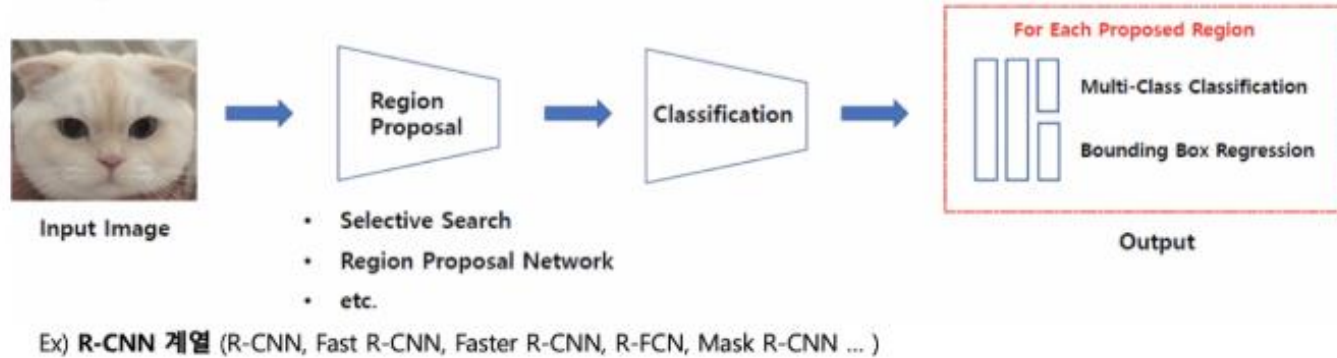 For Each Proposed Region
Region
Proposal
Classification
Multi-Class Classification
Bounding Box Regression
Input Image
• Selective Search
• Region Proposal Network
• etc.
Output
Ex) R-CNN 계열 (R-CNN, Fast R-CNN, Faster R-CNN, R-FCN, Mask R-CNN ... )